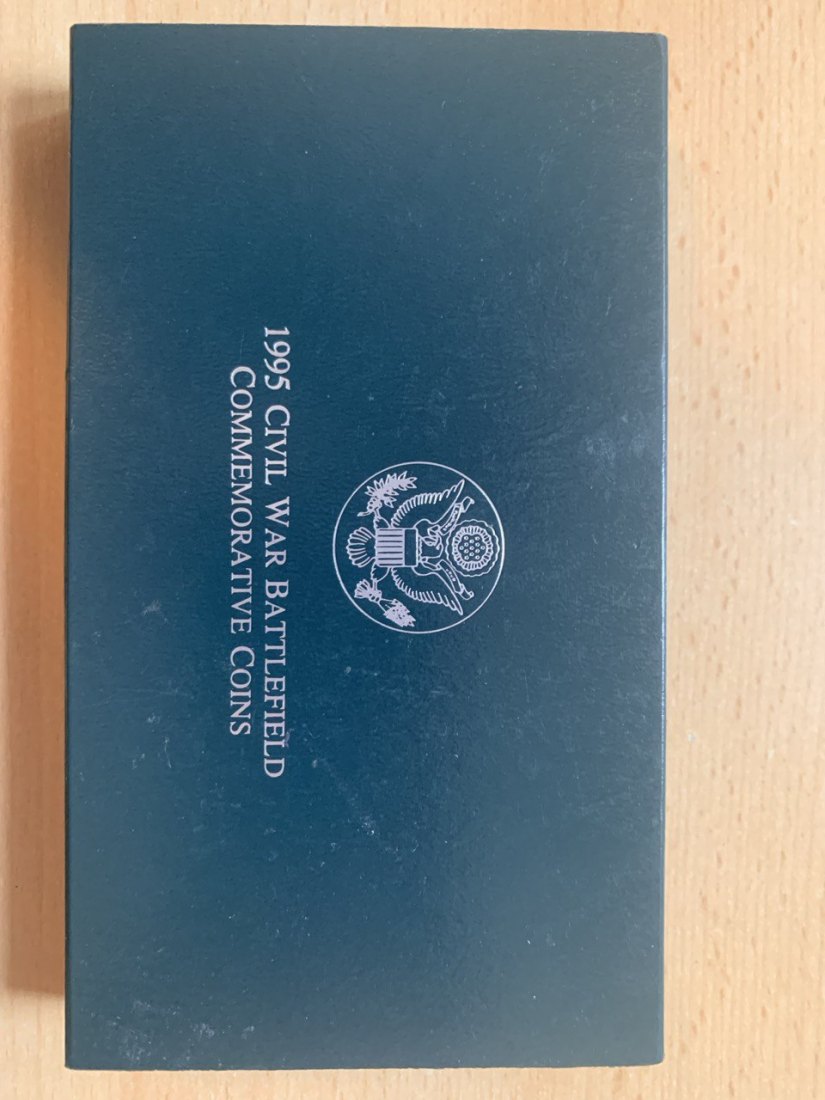 1995 CIVIL WAR BATTLEFIELD
COMMEMORATIVE COINS